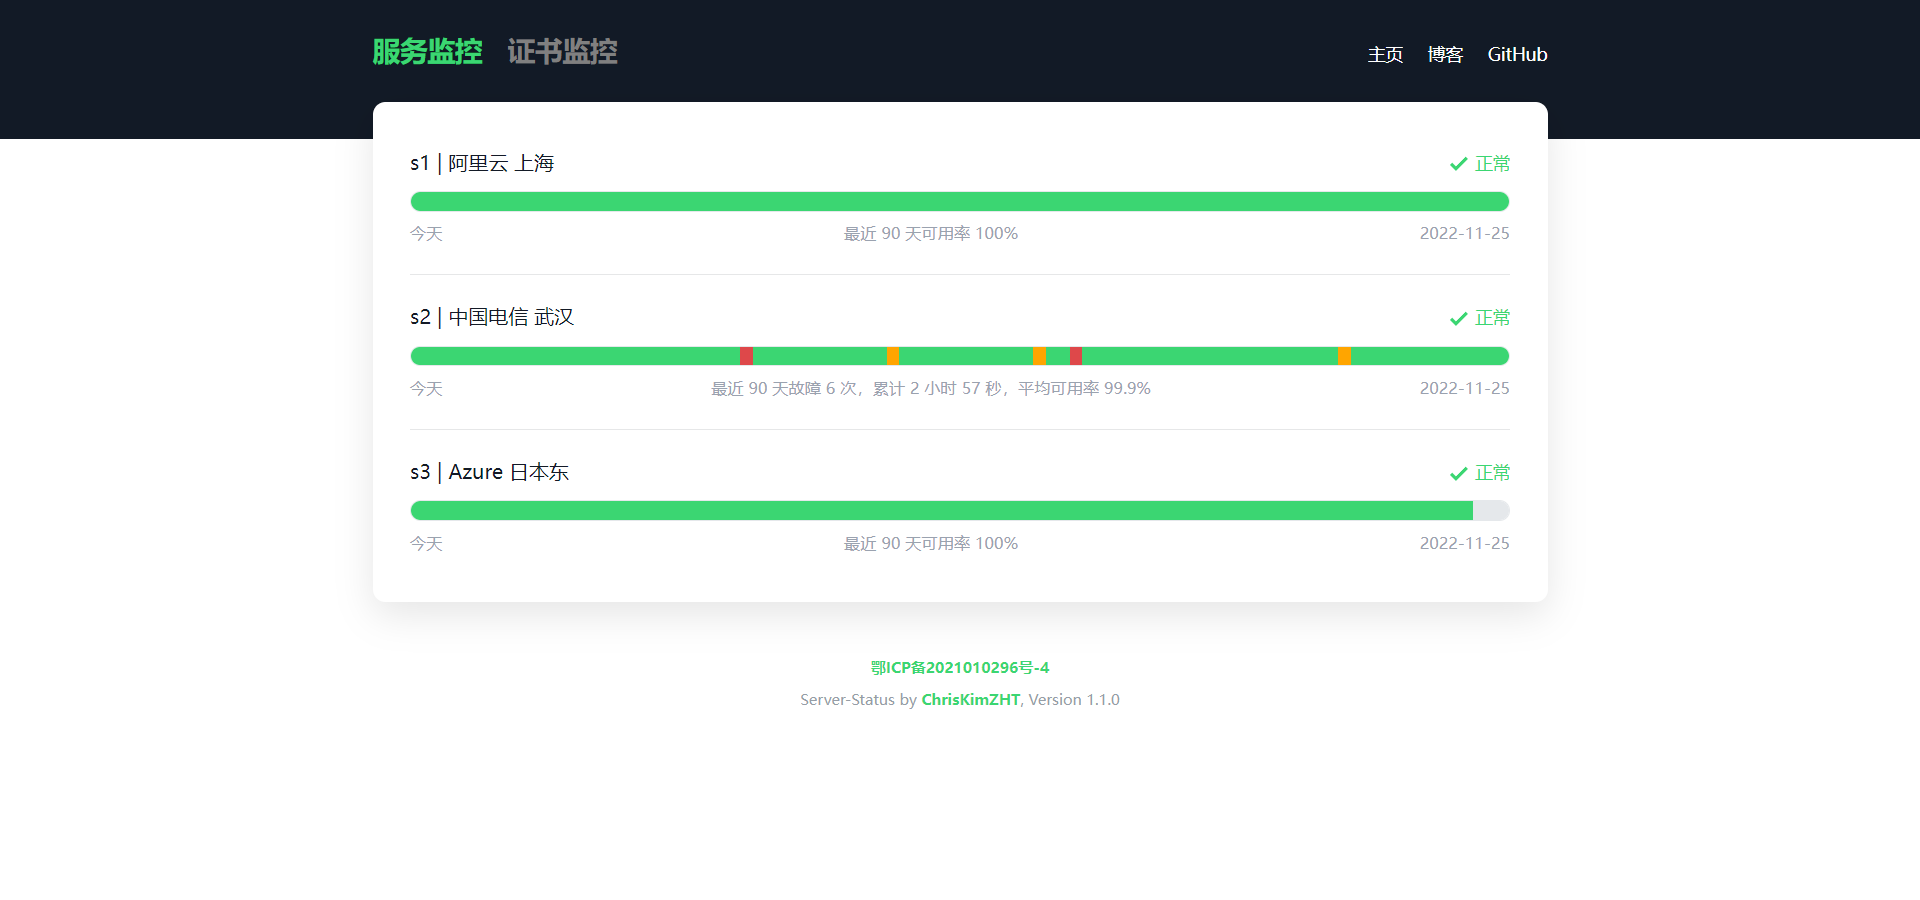 服务监控 证书监控 主页 博客 GitHub
s1 | 阿里云 上海 正常
今天 最近 90 天可用率 100% 2022-11-25
s2 | 中国电信 武汉 正常
今天 最近 90 天故障 6 次，累计 2 小时 57 秒，平均可用率 99.9% 2022-11-25
s3 | Azure 日本东 正常
今天 最近 90 天可用率 100% 2022-11-25
鄂ICP备2021010296号-4
Server-Status by ChrisKimZHT, Version 1.1.0